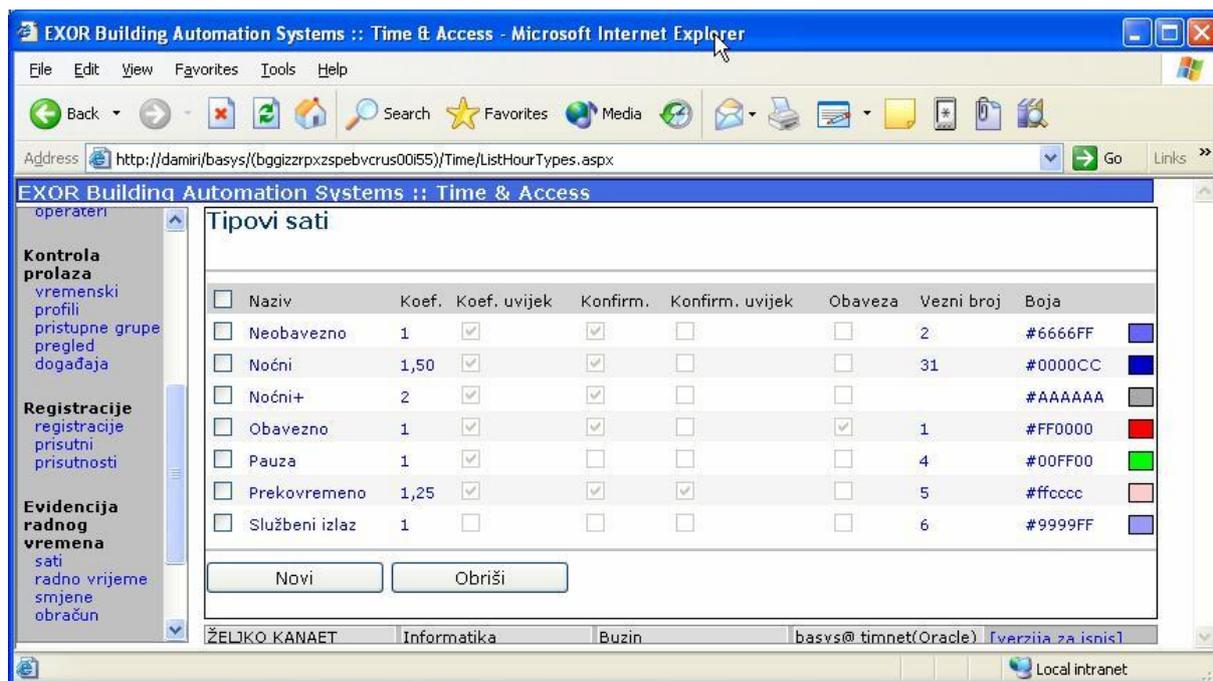 EXOR Building Automation Systems :: Time & Access - Microsoft Internet Explorer
File Edit View Favorites Tools Help
Back Search Favorites Media
Address http://damiri/basys/(bggizzrpxzspebvcrus00i55)/Time/ListHourTypes.aspx Go Links »
EXOR Building Automation Systems :: Time & Access
operateri
Kontrola
prolaza
vremenski
profili
pristupne grupe
pregled
događaja
Registracije
registracije
prisutni
prisutnosti
Evidencija
radnog
vremena
sati
radno vrijeme
smjene
obračun
Tipovi sati
Naziv Koef. Koef. uvijek Konfirm. Konfirm. uvijek Obaveza Vezni broj Boja
Neobavezno 1 2 #6666FF
Noćni 1,50 31 #0000CC
Noćni+ 2 #AAAAAA
Obavezno 1 1 #FF0000
Pauza 1 4 #00FF00
Prekovremeno 1,25 5 #ffcccc
Službeni izlaz 1 6 #9999FF
Novi Obriši
ŽELJKO KANAET Informatika Buzin basys@ timnet(Oracle) [verzija za ispis]
Local intranet